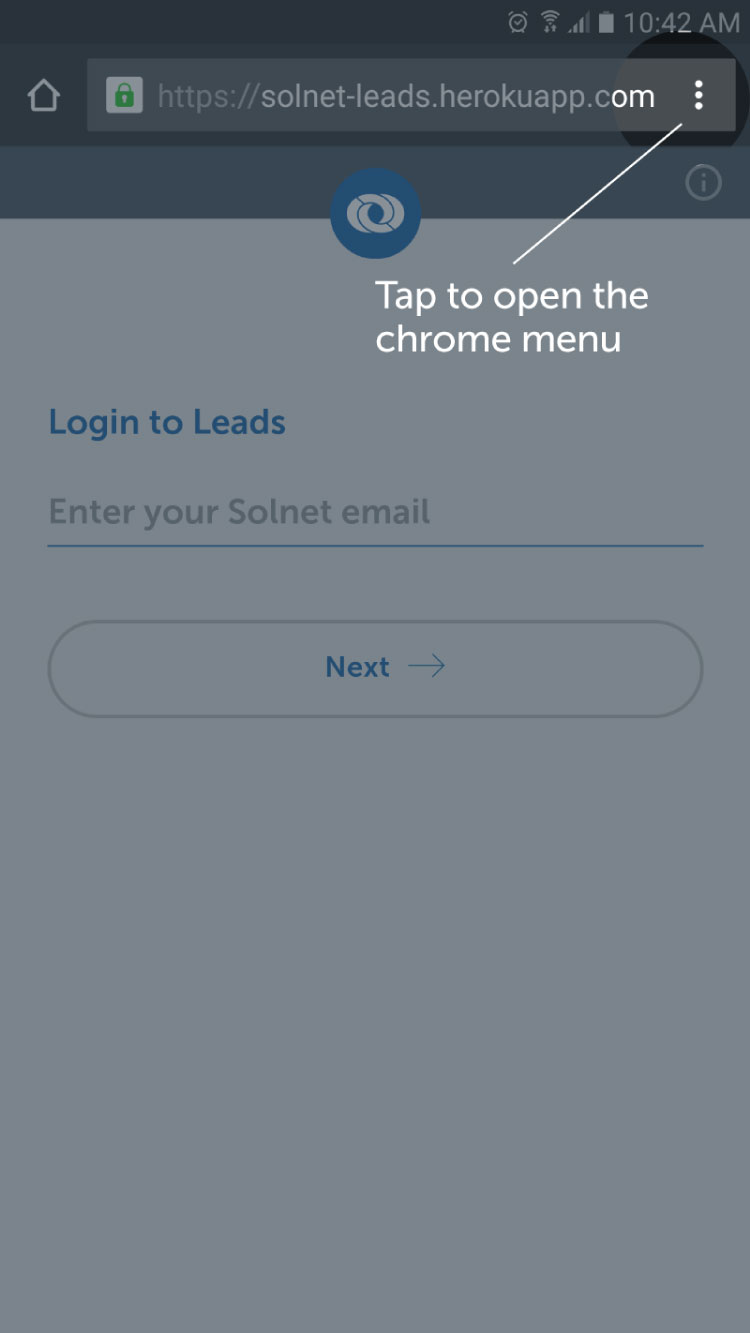 10:42 AM
https://solnet-leads.herokuapp.com
Tap to open the
chrome menu
Login to Leads
Enter your Solnet email
Next